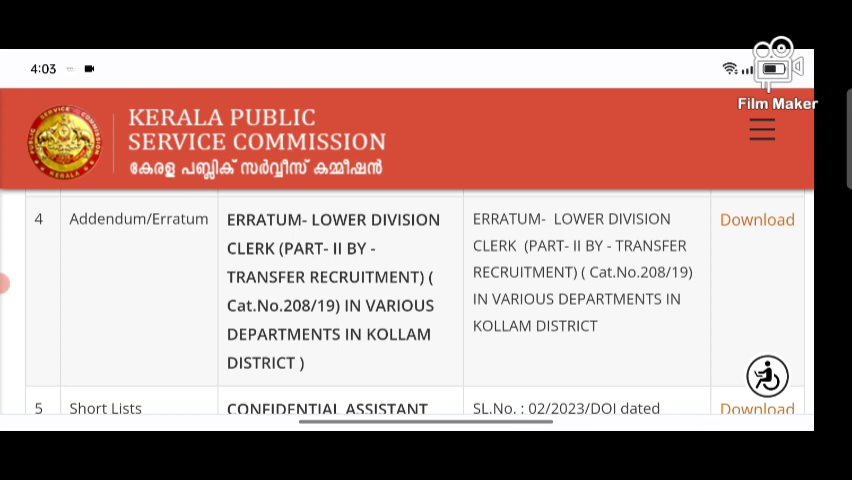 4:03
Film Maker
KERALA PUBLIC
SERVICE COMMISSION
കേരള പബ്ലിക് സർവ്വീസ് കമ്മീഷൻ
4 Addendum/Erratum ERRATUM- LOWER DIVISION ERRATUM- LOWER DIVISION Download
CLERK (PART- II BY - CLERK (PART- II BY - TRANSFER
TRANSFER RECRUITMENT) ( RECRUITMENT) ( Cat.No.208/19)
Cat.No.208/19) IN VARIOUS IN VARIOUS DEPARTMENTS IN
DEPARTMENTS IN KOLLAM KOLLAM DISTRICT
DISTRICT )
5 Short Lists CONFIDENTIAL ASSISTANT SL.No. : 02/2023/DOI dated Download